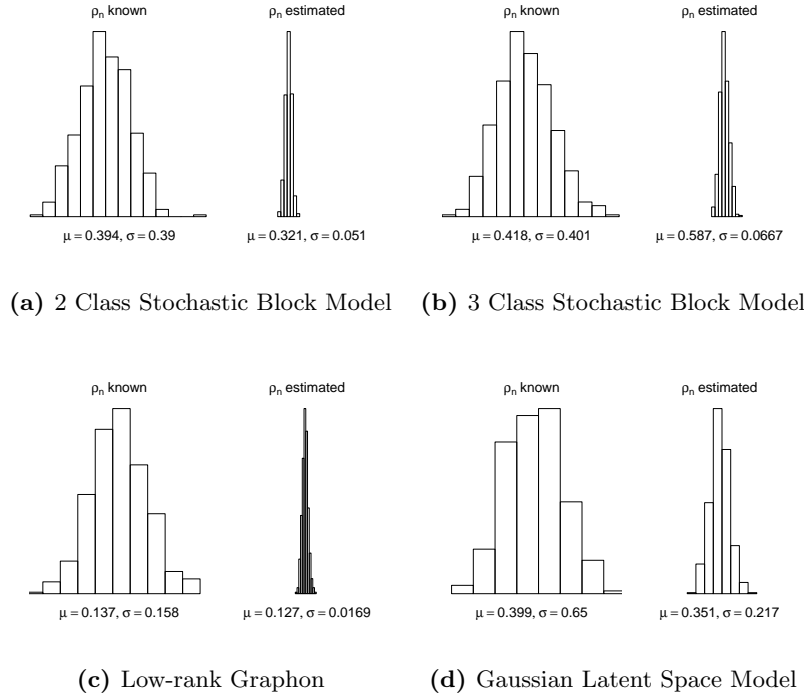 ρn known
ρn estimated
μ = 0.394, σ = 0.39
μ = 0.321, σ = 0.051
(a) 2 Class Stochastic Block Model
ρn known
ρn estimated
μ = 0.418, σ = 0.401
μ = 0.587, σ = 0.0667
(b) 3 Class Stochastic Block Model
ρn known
ρn estimated
μ = 0.137, σ = 0.158
μ = 0.127, σ = 0.0169
(c) Low-rank Graphon
ρn known
ρn estimated
μ = 0.399, σ = 0.65
μ = 0.351, σ = 0.217
(d) Gaussian Latent Space Model